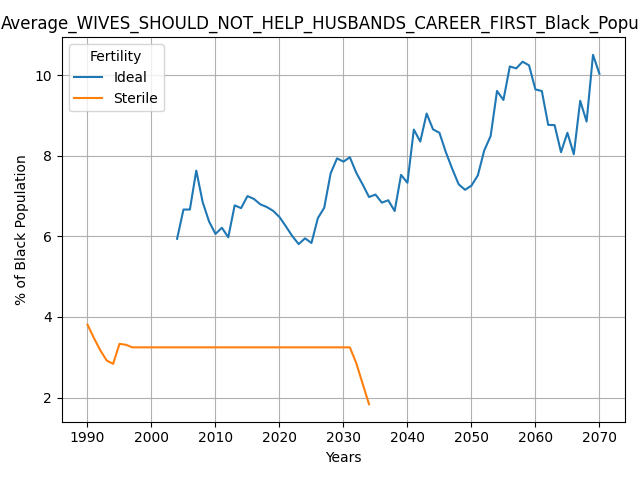 Average_WIVES_SHOULD_NOT_HELP_HUSBANDS_CAREER_FIRST_Black_Popu
Fertility
Ideal
Sterile
% of Black Population
10
8
6
4
2
1990 2000 2010 2020 2030 2040 2050 2060 2070
Years